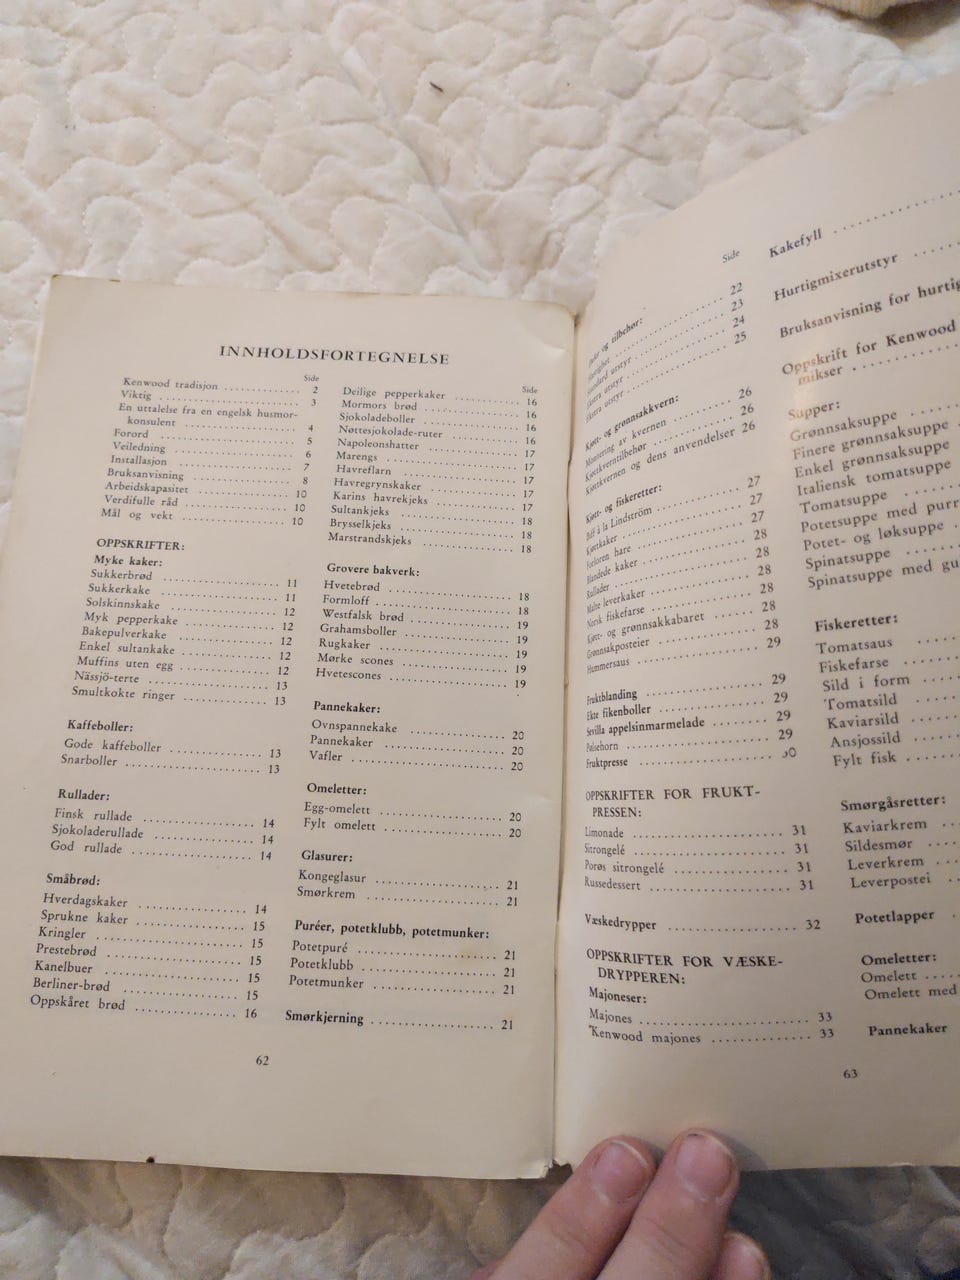 INNHOLDSFORTEGNELSE
Side
Kenwood tradisjon ............ 2
Viktig ............ 3
En uttalelse fra en engelsk husmor-
konsulent ............ 4
Forord ............ 5
Veiledning ............ 6
Installasjon ............ 7
Bruksanvisning ............ 8
Arbeidskapasitet ............ 10
Verdifulle råd ............ 10
Mål og vekt ............ 10
OPPSKRIFTER:
Myke kaker:
Sukkerbrød ............ 11
Sukkerkake ............ 11
Solskinnskake ............ 12
Myk pepperkake ............ 12
Bakepulverkake ............ 12
Enkel sultankake ............ 12
Muffins uten egg ............ 12
Nässjö-terte ............ 13
Smultkokte ringer ............ 13
Kaffeboller:
Gode kaffeboller ............ 13
Snarboller ............ 13
Rullader:
Finsk rullade ............ 14
Sjokoladerullade ............ 14
God rullade ............ 14
Småbrød:
Hverdagskaker ............ 14
Sprukne kaker ............ 15
Kringler ............ 15
Prestebrød ............ 15
Kanelbuer ............ 15
Berliner-brød ............ 15
Oppskåret brød ............ 16
Side
Deilige pepperkaker ............ 16
Mormors brød ............ 16
Sjokoladeboller ............ 16
Nøttesjokolade-ruter ............ 16
Napoleonshatter ............ 17
Marengs ............ 17
Havreflarn ............ 17
Havregrynskaker ............ 17
Karins havrekjeks ............ 17
Sultankjeks ............ 18
Brysselkjeks ............ 18
Marstrandskjeks ............ 18
Grovere bakverk:
Hvetebrød ............ 18
Formloff ............ 18
Westfalsk brød ............ 19
Grahamsboller ............ 19
Rugkaker ............ 19
Mørke scones ............ 19
Hvetescones ............ 19
Pannekaker:
Ovnspannekake ............ 20
Pannekaker ............ 20
Vafler ............ 20
Omeletter:
Egg-omelett ............ 20
Fylt omelett ............ 20
Glasurer:
Kongeglasur ............ 21
Smørkrem ............ 21
Puréer, potetklubb, potetmunker:
Potetpuré ............ 21
Potetklubb ............ 21
Potetmunker ............ 21
Smørkjerning ............ 21
62
Side
og tilbehør:
Hastighet ............ 22
Standard utstyr ............ 23
Ekstra utstyr ............ 24
Ekstra utstyr ............ 25
Kjøtt- og grønnsakkvern:
Montering av kvernen ............ 26
Kjøttkverntilbehør ............ 26
Kjøttkvernen og dens anvendelser 26
Kjøtt- og fiskeretter:
Biff à la Lindström ............ 27
Kjøttkaker ............ 27
Forloren hare ............ 27
Blandede kaker ............ 28
Rullader ............ 28
Malte leverkaker ............ 28
Norsk fiskefarse ............ 28
Kjøtt- og grønnsakkabaret ............ 28
Grønnsakposteier ............ 28
Hummersaus ............ 29
Fruktblanding ............ 29
Ekte fikenboller ............ 29
Sevilla appelsinmarmelade ............ 29
Pølsehorn ............ 29
Fruktpresse ............ 30
OPPSKRIFTER FOR FRUKT-
PRESSEN:
Limonade ............ 31
Sitrongelé ............ 31
Porøs sitrongelé ............ 31
Russedessert ............ 31
Væskedrypper ............ 32
OPPSKRIFTER FOR VÆSKE-
DRYPPEREN:
Majoneser:
Majones ............ 33
Kenwood majones ............ 33
Kakefyll ............
Hurtigmixerutstyr ............
Bruksanvisning for
Oppskrift for Kenwood
mikser ............
Supper:
Grønnsaksuppe ............
Finere grønnsaksuppe
Enkel grønnsaksuppe
Italiensk tomatsuppe
Tomatsuppe ............
Potetsuppe med
Potet- og løksuppe
Spinatsuppe ............
Spinatsuppe med
Fiskeretter:
Tomatsaus ............
Fiskefarse ............
Sild i form ............
Tomatsild ............
Kaviarsild ............
Ansjossild ............
Fylt fisk ............
Smørgåsretter:
Kaviarkrem ............
Sildesmør ............
Leverkrem ............
Leverpostei ............
Potetlapper ............
Omeletter:
Omelett ............
Omelett med
Pannekaker
63